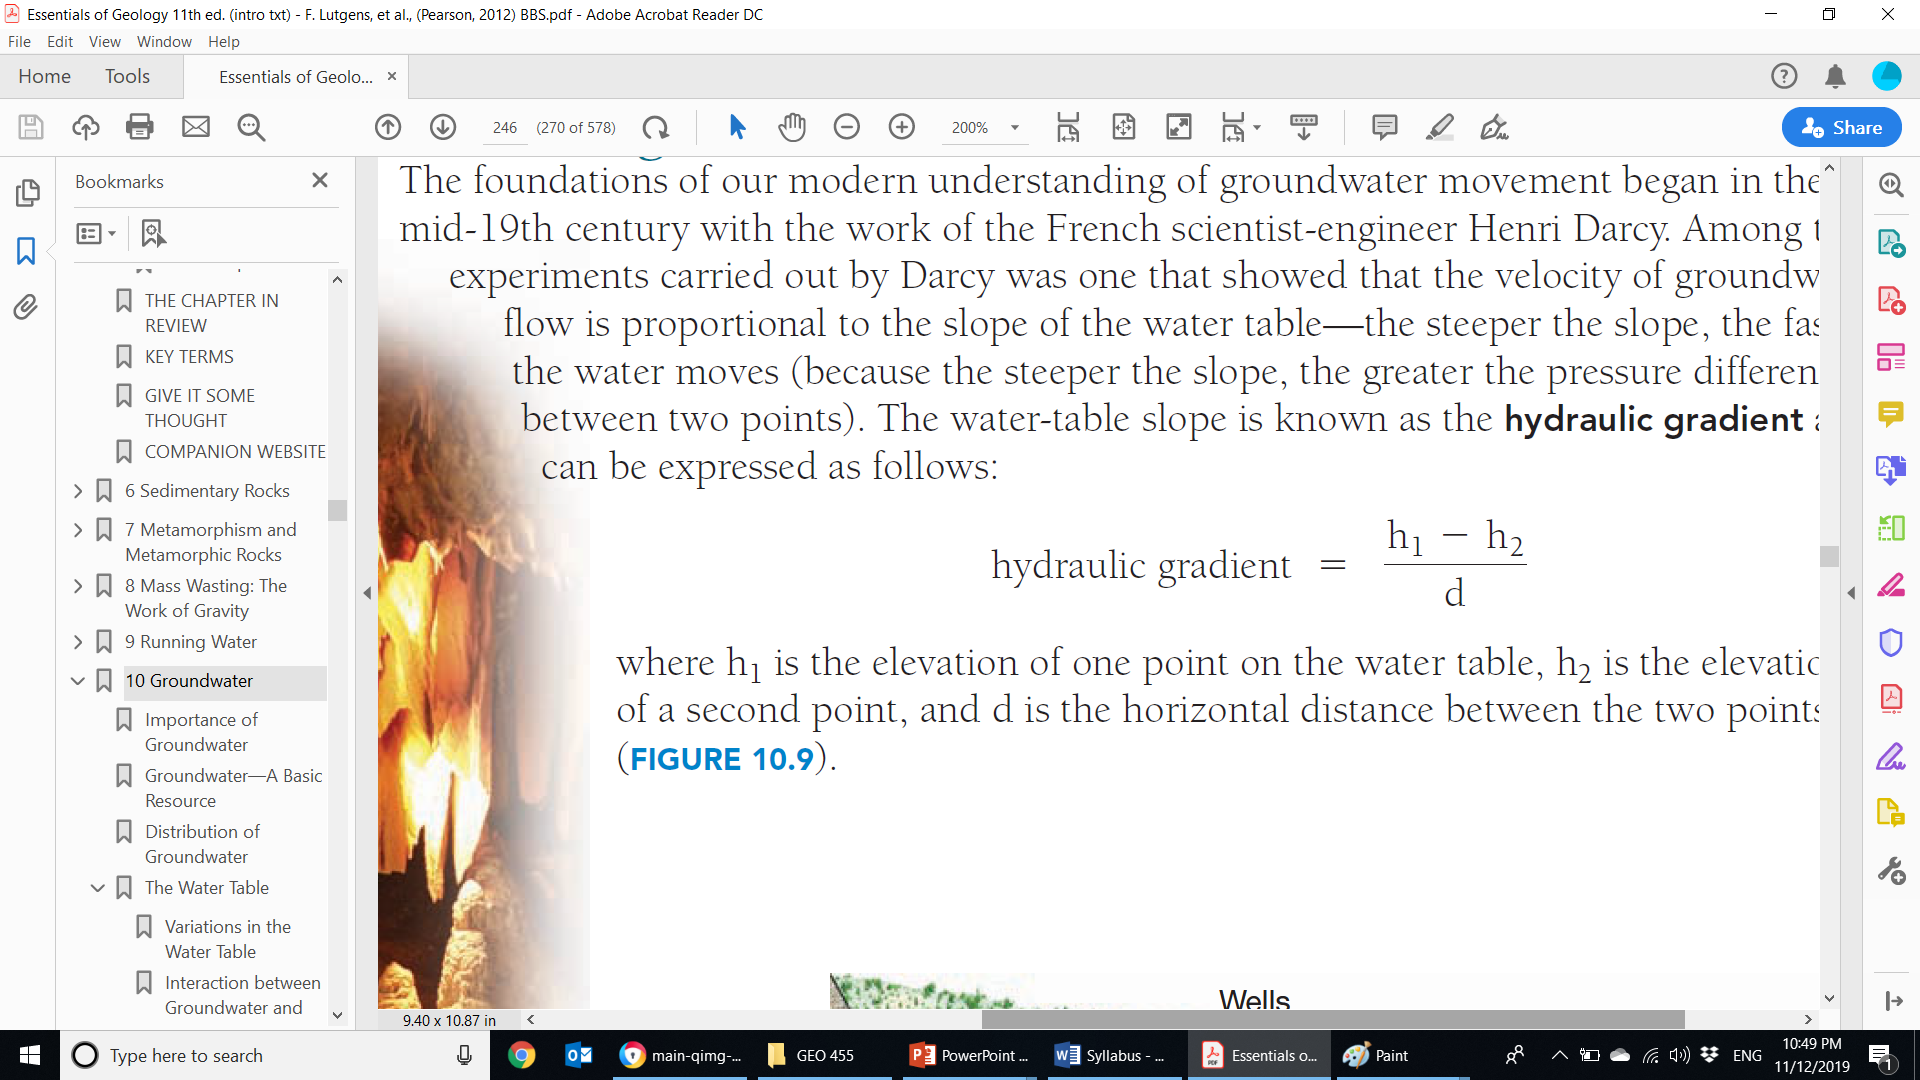 Essentials of Geology 11th ed. (intro txt) - F. Lutgens, et al., (Pearson, 2012) BBS.pdf - Adobe Acrobat Reader DC
File Edit View Window Help
Home Tools Essentials of Geolo... ×
246 (270 of 578) 200% Share
Bookmarks
THE CHAPTER IN
REVIEW
KEY TERMS
GIVE IT SOME
THOUGHT
COMPANION WEBSITE
6 Sedimentary Rocks
7 Metamorphism and
Metamorphic Rocks
8 Mass Wasting: The
Work of Gravity
9 Running Water
10 Groundwater
Importance of
Groundwater
Groundwater—A Basic
Resource
Distribution of
Groundwater
The Water Table
Variations in the
Water Table
Interaction between
Groundwater and
The foundations of our modern understanding of groundwater movement began in the
mid-19th century with the work of the French scientist-engineer Henri Darcy. Among t
experiments carried out by Darcy was one that showed that the velocity of groundw
flow is proportional to the slope of the water table—the steeper the slope, the fas
the water moves (because the steeper the slope, the greater the pressure differen
between two points). The water-table slope is known as the hydraulic gradient a
can be expressed as follows:
hydraulic gradient = h₁ − h₂
d
where h₁ is the elevation of one point on the water table, h₂ is the elevatio
of a second point, and d is the horizontal distance between the two points
(FIGURE 10.9).
Wells
9.40 x 10.87 in
Type here to search
main-qimg-... GEO 455 PowerPoint ... Syllabus - ... Essentials o... Paint
ENG
10:49 PM
11/12/2019
1